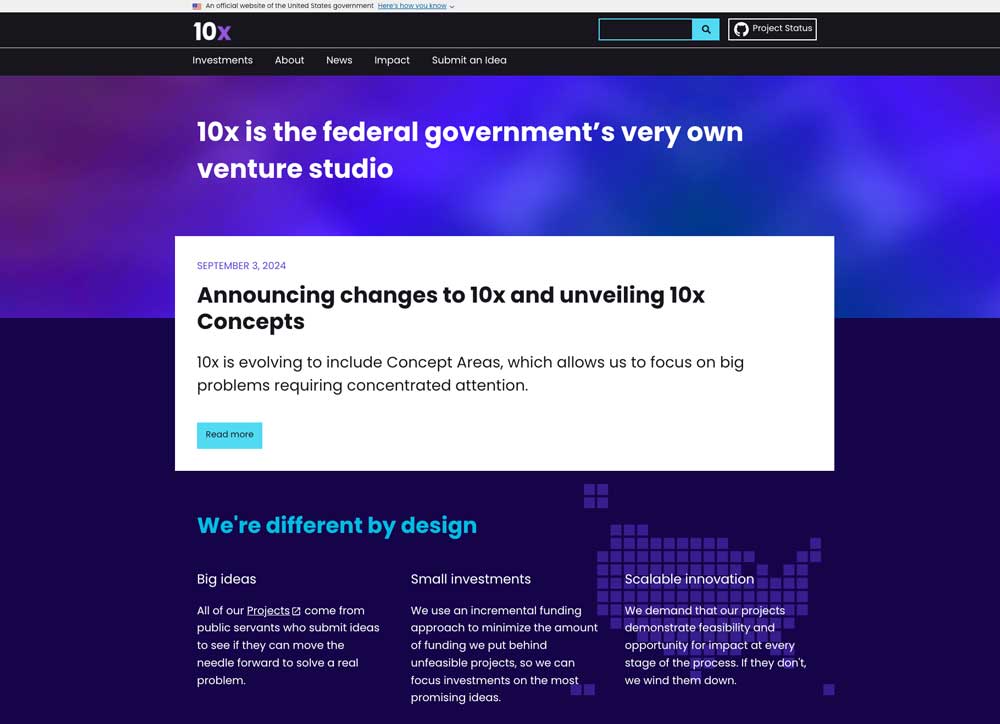 An official website of the United States government Here's how you know
10x
Project Status
Investments About News Impact Submit an Idea
10x is the federal government’s very own
venture studio
SEPTEMBER 3, 2024
Announcing changes to 10x and unveiling 10x
Concepts
10x is evolving to include Concept Areas, which allows us to focus on big
problems requiring concentrated attention.
Read more
We're different by design
Big ideas
All of our Projects come from
public servants who submit ideas
to see if they can move the
needle forward to solve a real
problem.
Small investments
We use an incremental funding
approach to minimize the amount
of funding we put behind
unfeasible projects, so we can
focus investments on the most
promising ideas.
Scalable innovation
We demand that our projects
demonstrate feasibility and
opportunity for impact at every
stage of the process. If they don't,
we wind them down.